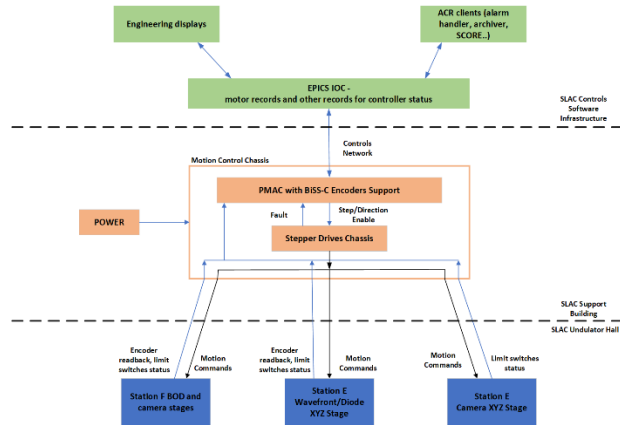 Engineering displays
ACR clients (alarm
handler, archiver,
SCORE..)
EPICS IOC -
motor records and other records for controller status
SLAC Controls
Software
Infrastructure
Controls
Network
Motion Control Chassis
PMAC with BiSS-C Encoders Support
Fault
Step/Direction
Enable
POWER
Stepper Drives Chassis
SLAC Support
Building
SLAC Undulator Hall
Encoder
readback, limit
switches status
Motion
Commands
Encoder
readback, limit
switches status
Motion
Commands
Motion
Commands
Limit switches
status
Station F BOD and
camera stages
Station E
Wavefront/Diode
XYZ Stage
Station E
Camera XYZ Stage